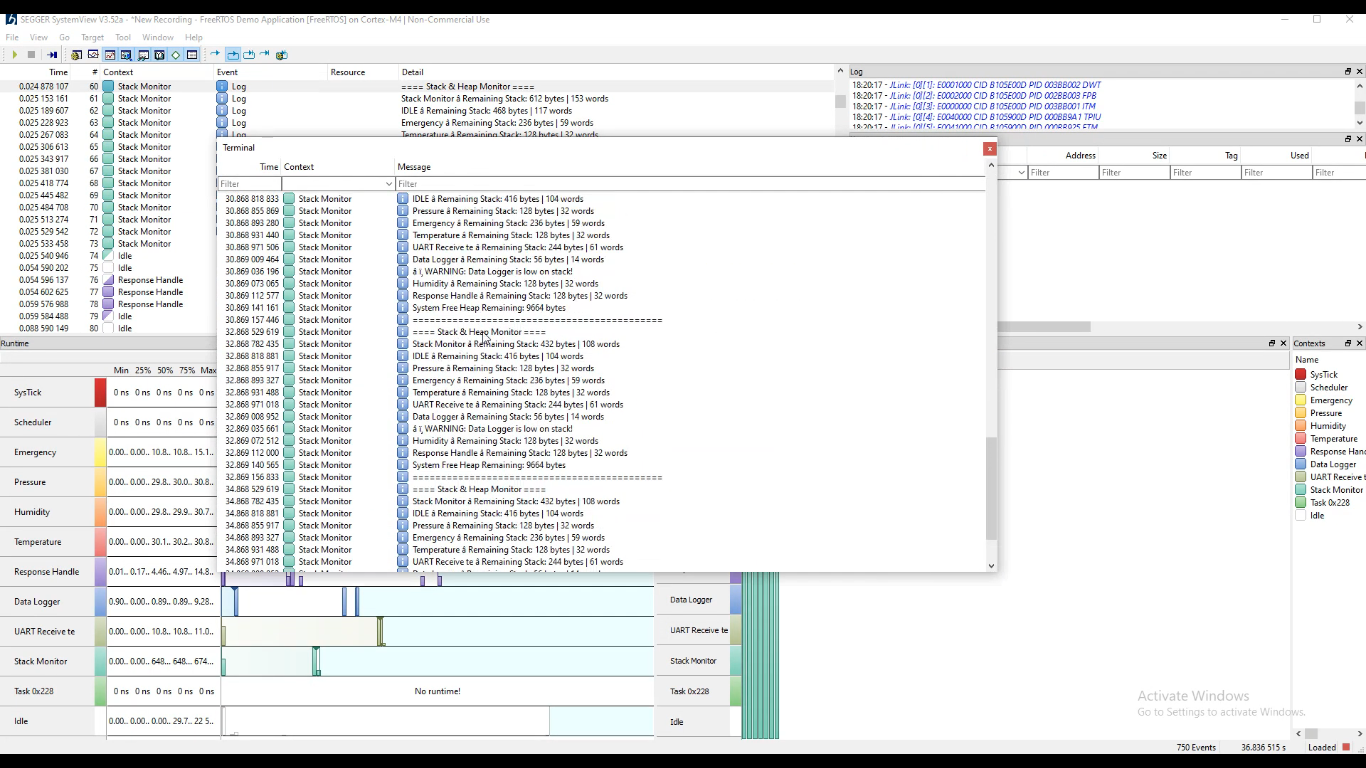 SEGGER SystemView V3.52a - *New Recording - FreeRTOS Demo Application [FreeRTOS] on Cortex-M4 | Non-Commercial Use
File View Go Target Tool Window Help
Time # Context Event Resource Detail
0.024 878 107 60 Stack Monitor Log ==== Stack & Heap Monitor ====
0.025 153 161 61 Stack Monitor Log Stack Monitor â Remaining Stack: 612 bytes | 153 words
0.025 189 607 62 Stack Monitor Log IDLE â Remaining Stack: 468 bytes | 117 words
0.025 228 923 63 Stack Monitor Log Emergency â Remaining Stack: 236 bytes | 59 words
0.025 267 083 64 Stack Monitor Log Temperature â Remaining Stack: 128 bytes | 32 words
0.025 306 613 65 Stack Monitor
0.025 343 917 66 Stack Monitor
0.025 381 030 67 Stack Monitor
0.025 418 774 68 Stack Monitor
0.025 445 482 69 Stack Monitor
0.025 484 708 70 Stack Monitor
0.025 513 274 71 Stack Monitor
0.025 529 542 72 Stack Monitor
0.025 533 458 73 Stack Monitor
0.025 540 946 74 Idle
0.054 590 202 75 Idle
0.054 596 137 76 Response Handle
0.054 602 625 77 Response Handle
0.059 576 988 78 Response Handle
0.059 584 488 79 Idle
0.088 590 149 80 Idle
Log
18:20:17 - JLink: [0][1]: E0001000 CID B105E00D PID 003BB002 DWT
18:20:17 - JLink: [0][2]: E0002000 CID B105E00D PID 002BB003 FPB
18:20:17 - JLink: [0][3]: E0000000 CID B105E00D PID 003BB001 ITM
18:20:17 - JLink: [0][4]: E0040000 CID B105900D PID 000BB9A1 TPIU
18:20:17 - JLink: [0][5]: E0041000 CID B105900D PID 000BB925 ETM
Address Size Tag Used
Filter Filter Filter Filter Filter
Terminal
x
Time Context Message
Filter Filter
30.868 818 833 Stack Monitor IDLE â Remaining Stack: 416 bytes | 104 words
30.868 855 869 Stack Monitor Pressure â Remaining Stack: 128 bytes | 32 words
30.868 893 280 Stack Monitor Emergency â Remaining Stack: 236 bytes | 59 words
30.868 931 440 Stack Monitor Temperature â Remaining Stack: 128 bytes | 32 words
30.868 971 506 Stack Monitor UART Receive te â Remaining Stack: 244 bytes | 61 words
30.869 009 464 Stack Monitor Data Logger â Remaining Stack: 56 bytes | 14 words
30.869 036 196 Stack Monitor WARNING: Data Logger is low on stack!
30.869 073 065 Stack Monitor Humidity â Remaining Stack: 128 bytes | 32 words
30.869 112 577 Stack Monitor Response Handle â Remaining Stack: 128 bytes | 32 words
30.869 141 161 Stack Monitor System Free Heap Remaining: 9664 bytes
30.869 157 446 Stack Monitor ==========================================
32.868 529 619 Stack Monitor ==== Stack & Heap Monitor ====
32.868 782 435 Stack Monitor Stack Monitor â Remaining Stack: 432 bytes | 108 words
32.868 818 881 Stack Monitor IDLE â Remaining Stack: 416 bytes | 104 words
32.868 855 917 Stack Monitor Pressure â Remaining Stack: 128 bytes | 32 words
32.868 893 327 Stack Monitor Emergency â Remaining Stack: 236 bytes | 59 words
32.868 931 488 Stack Monitor Temperature â Remaining Stack: 128 bytes | 32 words
32.868 971 018 Stack Monitor UART Receive te â Remaining Stack: 244 bytes | 61 words
32.869 008 952 Stack Monitor Data Logger â Remaining Stack: 56 bytes | 14 words
32.869 035 661 Stack Monitor WARNING: Data Logger is low on stack!
32.869 072 512 Stack Monitor Humidity â Remaining Stack: 128 bytes | 32 words
32.869 112 000 Stack Monitor Response Handle â Remaining Stack: 128 bytes | 32 words
32.869 140 565 Stack Monitor System Free Heap Remaining: 9664 bytes
32.869 156 833 Stack Monitor ==========================================
34.868 529 619 Stack Monitor ==== Stack & Heap Monitor ====
34.868 782 435 Stack Monitor Stack Monitor â Remaining Stack: 432 bytes | 108 words
34.868 818 881 Stack Monitor IDLE â Remaining Stack: 416 bytes | 104 words
34.868 855 917 Stack Monitor Pressure â Remaining Stack: 128 bytes | 32 words
34.868 893 327 Stack Monitor Emergency â Remaining Stack: 236 bytes | 59 words
34.868 931 488 Stack Monitor Temperature â Remaining Stack: 128 bytes | 32 words
34.868 971 018 Stack Monitor UART Receive te â Remaining Stack: 244 bytes | 61 words
Runtime
Min 25% 50% 75% Max
SysTick 0 ns 0 ns 0 ns 0 ns 0 ns
Scheduler 0 ns 0 ns 0 ns 0 ns 0 ns
Emergency 0.00.. 0.00.. 10.8.. 10.8.. 15.1..
Pressure 0.00.. 0.00.. 29.8.. 30.0.. 30.8..
Humidity 0.00.. 0.00.. 29.8.. 29.9.. 30.7..
Temperature 0.00.. 0.00.. 30.1.. 30.2.. 30.8..
Response Handle 0.01.. 0.17.. 4.46.. 4.97.. 14.8..
Data Logger 0.90.. 0.00.. 0.89.. 0.89.. 9.28..
UART Receive te 0.00.. 0.00.. 10.8.. 10.8.. 11.0..
Stack Monitor 0.00.. 0.00.. 648... 648... 674...
Task 0x228 0 ns 0 ns 0 ns 0 ns 0 ns No runtime!
Idle 0.00.. 0.00.. 0.00.. 29.7.. 22 5..
Data Logger
UART Receive te
Stack Monitor
Task 0x228
Idle
Contexts
Name
SysTick
Scheduler
Emergency
Pressure
Humidity
Temperature
Response Han
Data Logger
UART Receive t
Stack Monitor
Task 0x228
Idle
Activate Windows
Go to Settings to activate Windows.
750 Events 36.836 515 s Loaded